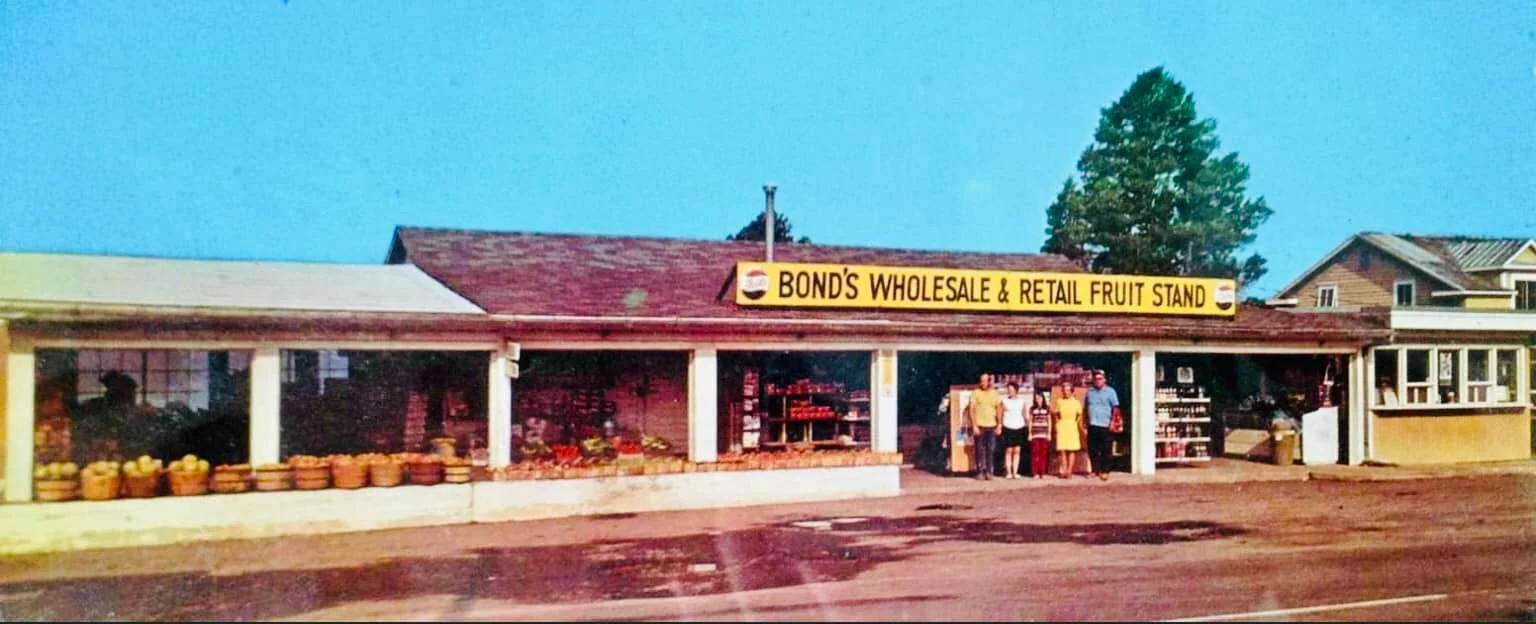 BOND'S WHOLESALE & RETAIL FRUIT STAND